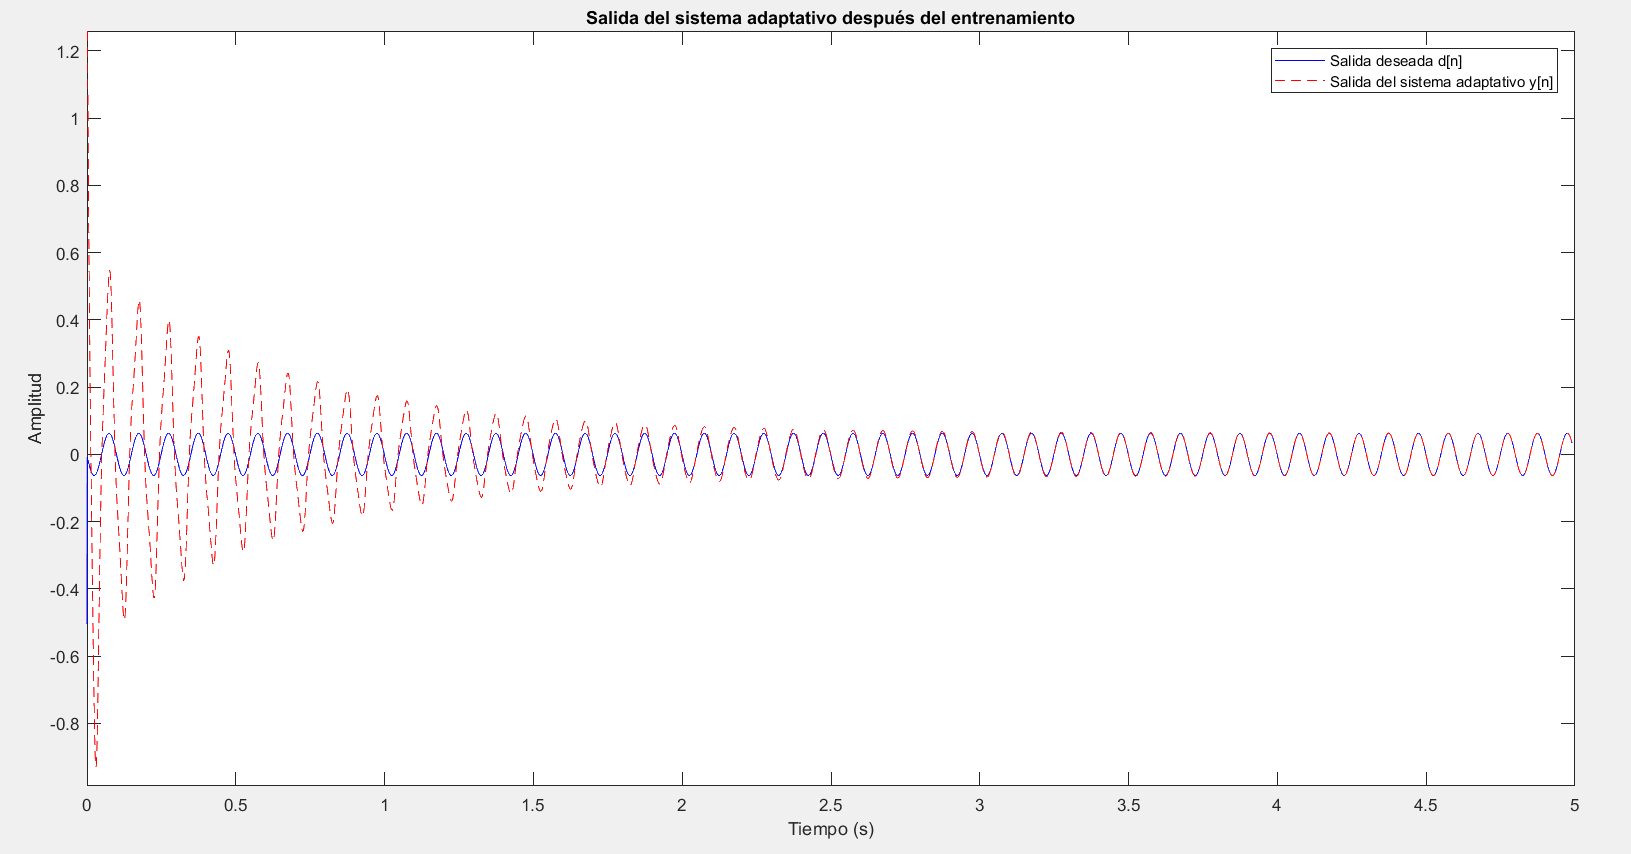 Salida del sistema adaptativo después del entrenamiento
Salida deseada d[n]
Salida del sistema adaptativo y[n]
1.2
1
0.8
0.6
0.4
0.2
0
-0.2
-0.4
-0.6
-0.8
Amplitud
0 0.5 1 1.5 2 2.5 3 3.5 4 4.5 5
Tiempo (s)